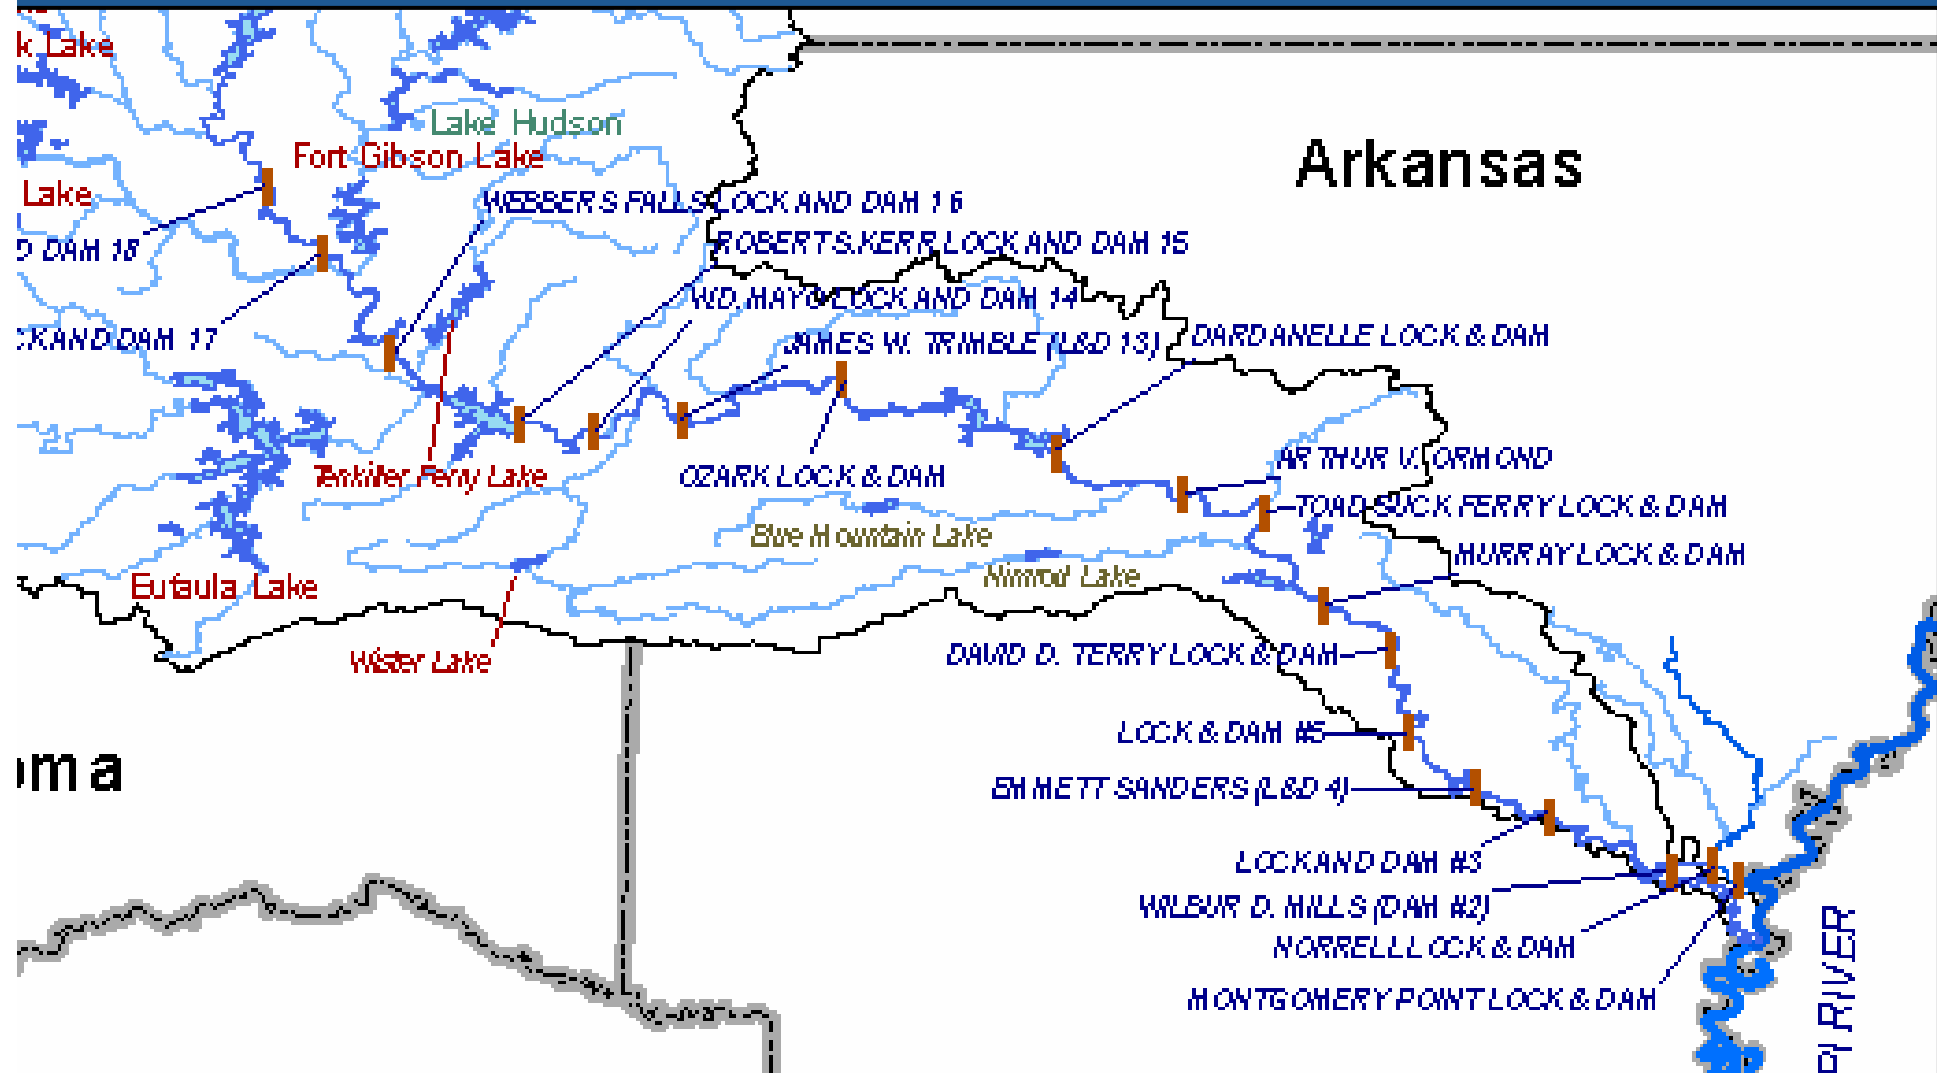 k Lake
Lake Hudson
Fort Gibson Lake
Arkansas
Lake
WEBBERS FALLS LOCK AND DAM 16
D DAM 18
ROBERT S. KERR LOCK AND DAM 15
W.D. MAYO LOCK AND DAM 14
CK AND DAM 17
JAMES W. TRIMBLE (L&D 13)
DARDANELLE LOCK & DAM
ARTHUR V. ORMOND
Tenkiller Ferry Lake
OZARK LOCK & DAM
TOAD SUCK FERRY LOCK & DAM
Blue Mountain Lake
MURRAY LOCK & DAM
Nimrod Lake
Eufaula Lake
Wister Lake
DAVID D. TERRY LOCK & DAM
LOCK & DAM #5
oma
EMMETT SANDERS (L&D 4)
LOCK AND DAM #3
WILBUR D. MILLS (DAM #2)
NORRELL LOCK & DAM
MONTGOMERY POINT LOCK & DAM
PI RIVER